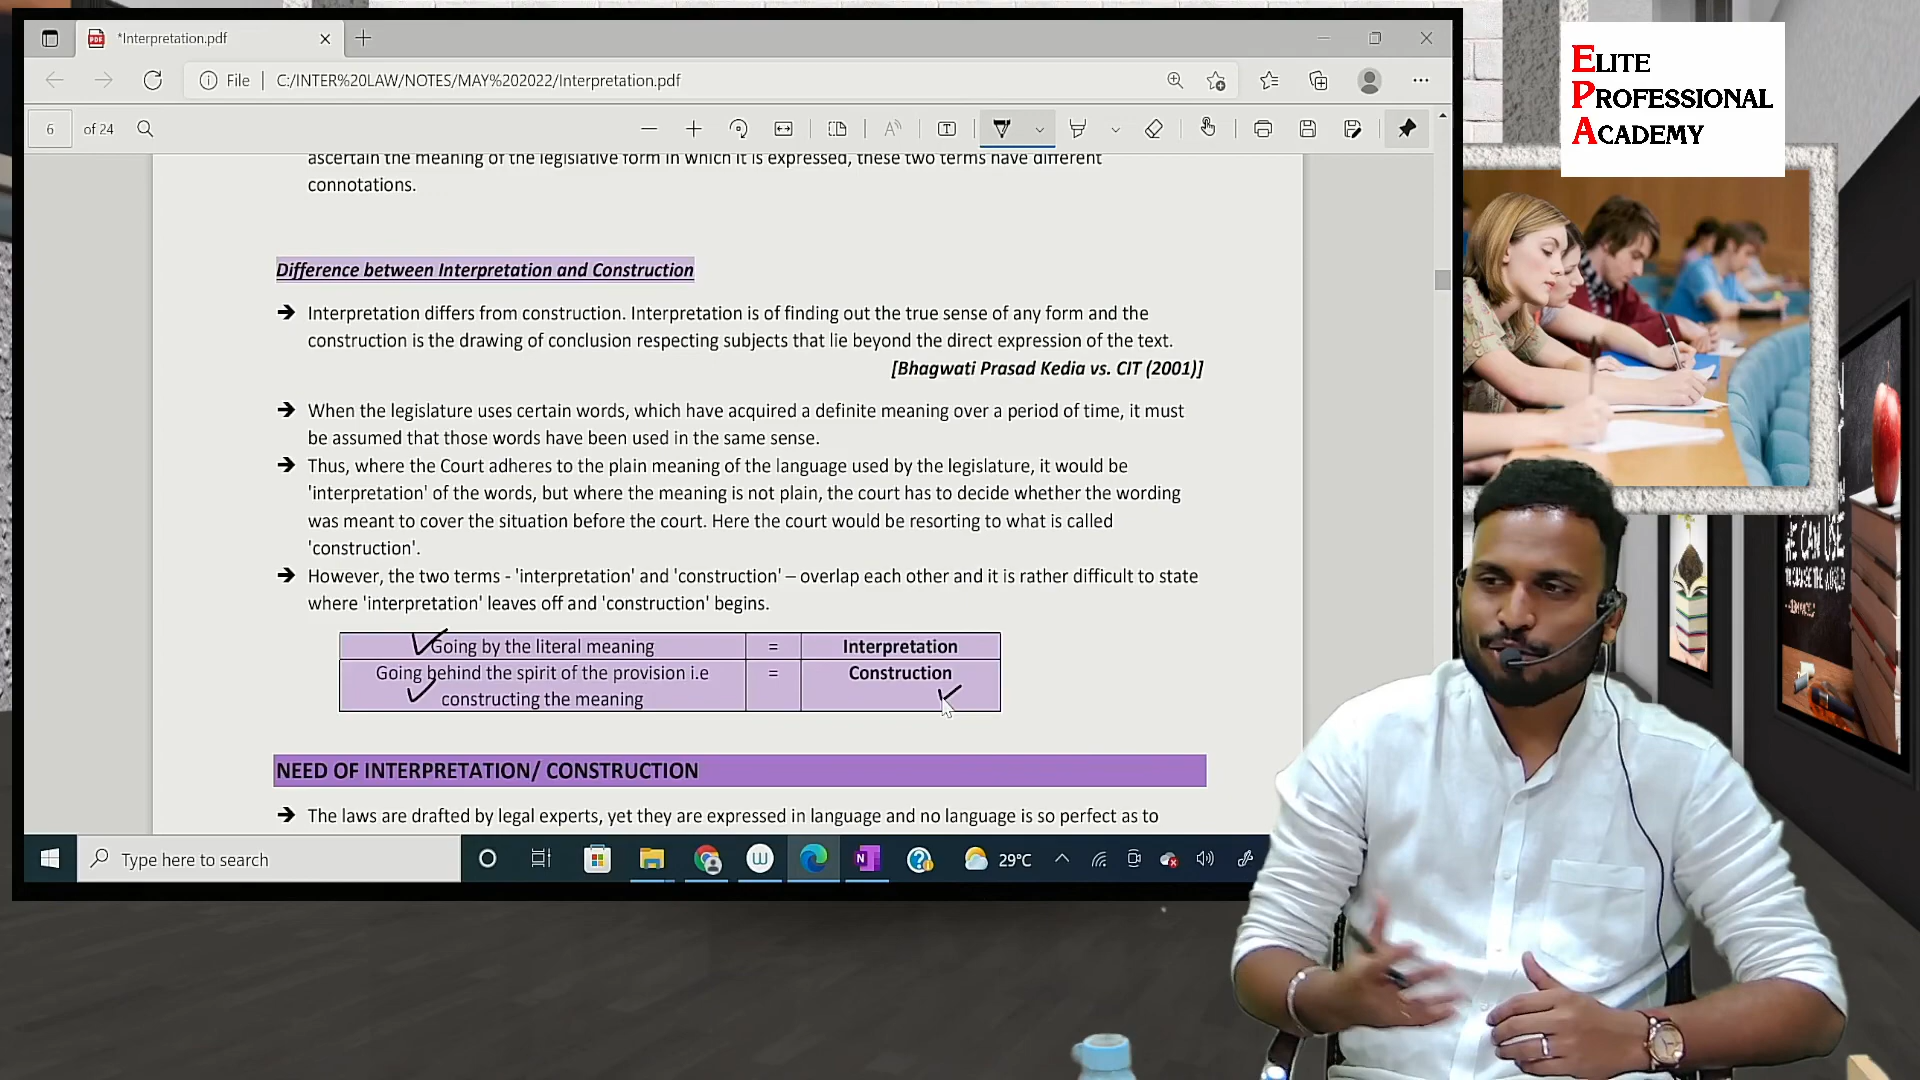 *Interpretation.pdf
File
C:/INTER%20LAW/NOTES/MAY%202022/Interpretation.pdf
6
of 24
ELITE
PROFESSIONAL
ACADEMY
ascertain the meaning of the legislative form in which it is expressed, these two terms have different
connotations.
Difference between Interpretation and Construction
➔ Interpretation differs from construction. Interpretation is of finding out the true sense of any form and the
construction is the drawing of conclusion respecting subjects that lie beyond the direct expression of the text.
[Bhagwati Prasad Kedia vs. CIT (2001)]
➔ When the legislature uses certain words, which have acquired a definite meaning over a period of time, it must
be assumed that those words have been used in the same sense.
➔ Thus, where the Court adheres to the plain meaning of the language used by the legislature, it would be
'interpretation' of the words, but where the meaning is not plain, the court has to decide whether the wording
was meant to cover the situation before the court. Here the court would be resorting to what is called
'construction'.
➔ However, the two terms - 'interpretation' and 'construction' – overlap each other and it is rather difficult to state
where 'interpretation' leaves off and 'construction' begins.
Going by the literal meaning = Interpretation
Going behind the spirit of the provision i.e = Construction
constructing the meaning
NEED OF INTERPRETATION/ CONSTRUCTION
➔ The laws are drafted by legal experts, yet they are expressed in language and no language is so perfect as to
Type here to search
29°C
CAN USE